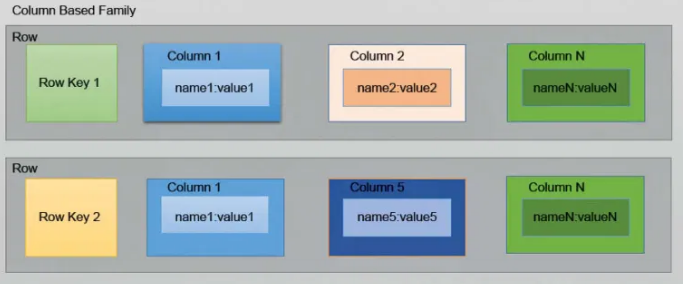 Column Based Family
Row
Column 1
Column 2
Column N
Row Key 1
name1:value1
name2:value2
nameN:valueN
Row
Column 1
Column 5
Column N
Row Key 2
name1:value1
name5:value5
nameN:valueN